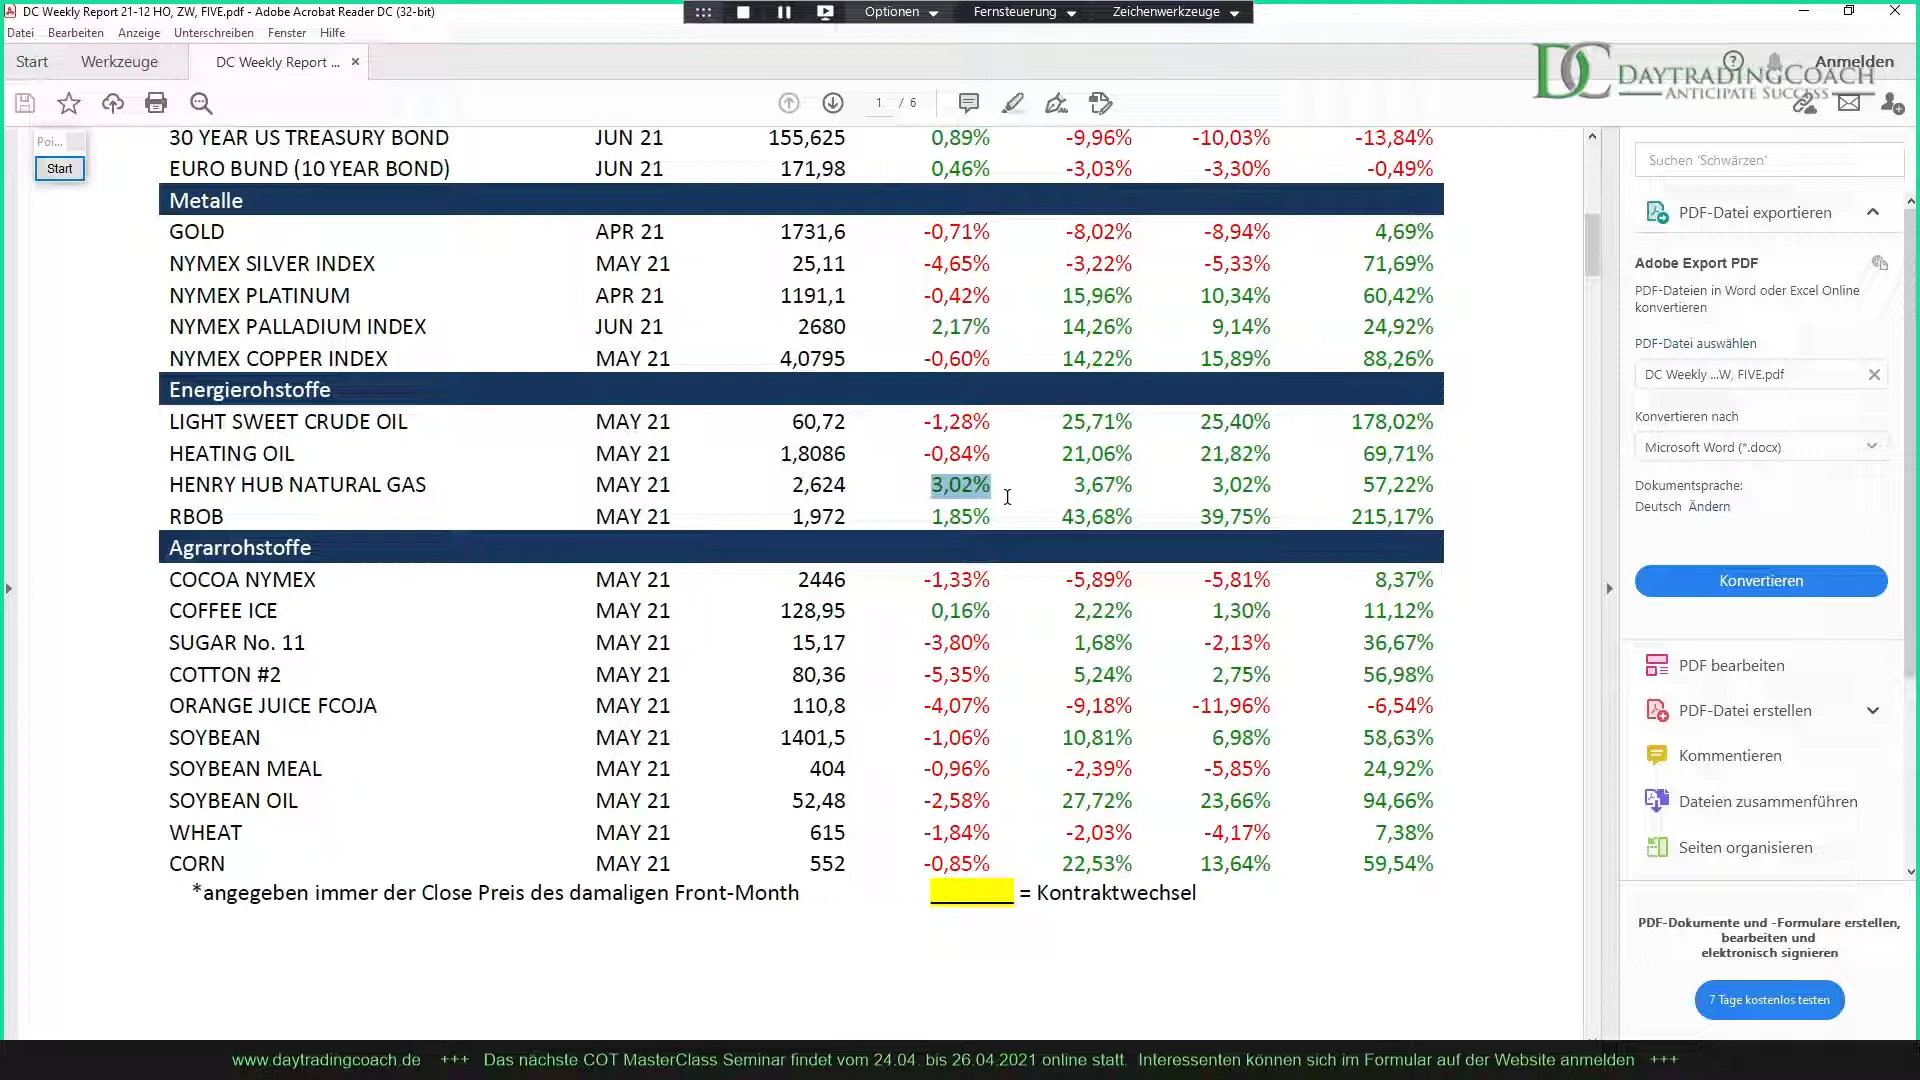 DC Weekly Report 21-12 HO, ZW, FIVE.pdf - Adobe Acrobat Reader DC (32-bit)
Optionen Fernsteuerung Zeichenwerkzeuge
Datei Bearbeiten Anzeige Unterschreiben Fenster Hilfe
Start Werkzeuge DC Weekly Report ... × Anmelden
DC DAYTRADINGCOACH
ANTICIPATE SUCCESS
1 / 6
Poi...
Start
30 YEAR US TREASURY BOND JUN 21 155,625 0,89% -9,96% -10,03% -13,84%
EURO BUND (10 YEAR BOND) JUN 21 171,98 0,46% -3,03% -3,30% -0,49%
Metalle
GOLD APR 21 1731,6 -0,71% -8,02% -8,94% 4,69%
NYMEX SILVER INDEX MAY 21 25,11 -4,65% -3,22% -5,33% 71,69%
NYMEX PLATINUM APR 21 1191,1 -0,42% 15,96% 10,34% 60,42%
NYMEX PALLADIUM INDEX JUN 21 2680 2,17% 14,26% 9,14% 24,92%
NYMEX COPPER INDEX MAY 21 4,0795 -0,60% 14,22% 15,89% 88,26%
Energierohstoffe
LIGHT SWEET CRUDE OIL MAY 21 60,72 -1,28% 25,71% 25,40% 178,02%
HEATING OIL MAY 21 1,8086 -0,84% 21,06% 21,82% 69,71%
HENRY HUB NATURAL GAS MAY 21 2,624 3,02% 3,67% 3,02% 57,22%
RBOB MAY 21 1,972 1,85% 43,68% 39,75% 215,17%
Agrarrohstoffe
COCOA NYMEX MAY 21 2446 -1,33% -5,89% -5,81% 8,37%
COFFEE ICE MAY 21 128,95 0,16% 2,22% 1,30% 11,12%
SUGAR No. 11 MAY 21 15,17 -3,80% 1,68% -2,13% 36,67%
COTTON #2 MAY 21 80,36 -5,35% 5,24% 2,75% 56,98%
ORANGE JUICE FCOJA MAY 21 110,8 -4,07% -9,18% -11,96% -6,54%
SOYBEAN MAY 21 1401,5 -1,06% 10,81% 6,98% 58,63%
SOYBEAN MEAL MAY 21 404 -0,96% -2,39% -5,85% 24,92%
SOYBEAN OIL MAY 21 52,48 -2,58% 27,72% 23,66% 94,66%
WHEAT MAY 21 615 -1,84% -2,03% -4,17% 7,38%
CORN MAY 21 552 -0,85% 22,53% 13,64% 59,54%
*angegeben immer der Close Preis des damaligen Front-Month = Kontraktwechsel
Suchen 'Schwärzen'
PDF-Datei exportieren
Adobe Export PDF
PDF-Dateien in Word oder Excel Online
konvertieren
PDF-Datei auswählen
DC Weekly ...W, FIVE.pdf
Konvertieren nach
Microsoft Word (*.docx)
Dokumentsprache:
Deutsch Ändern
Konvertieren
PDF bearbeiten
PDF-Datei erstellen
Kommentieren
Dateien zusammenführen
Seiten organisieren
PDF-Dokumente und -Formulare erstellen,
bearbeiten und
elektronisch signieren
7 Tage kostenlos testen
www.daytradingcoach.de +++ Das nächste COT MasterClass Seminar findet vom 24.04. bis 26.04.2021 online statt. Interessenten können sich im Formular auf der Website anmelden +++